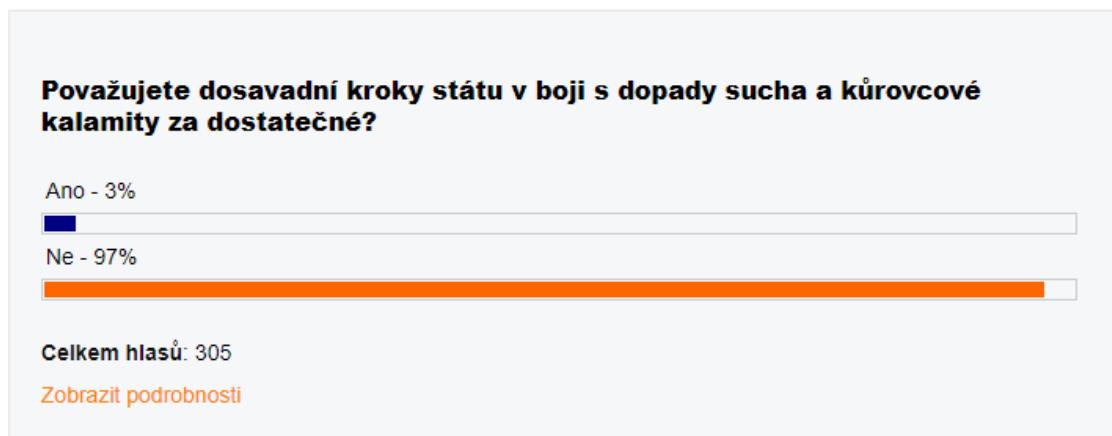 Považujete dosavadní kroky státu v boji s dopady sucha a kůrovcové
kalamity za dostatečné?
Ano - 3%
Ne - 97%
Celkem hlasů: 305
Zobrazit podrobnosti